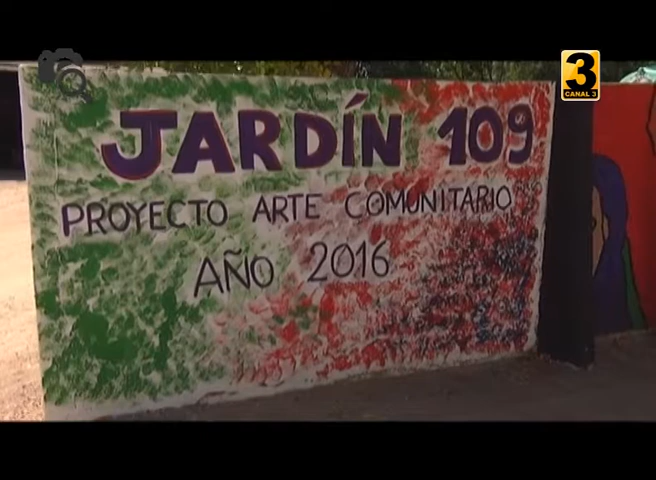 3
CANAL 3
JARDÍN 109
PROYECTO ARTE COMUNITARIO
AÑO 2016